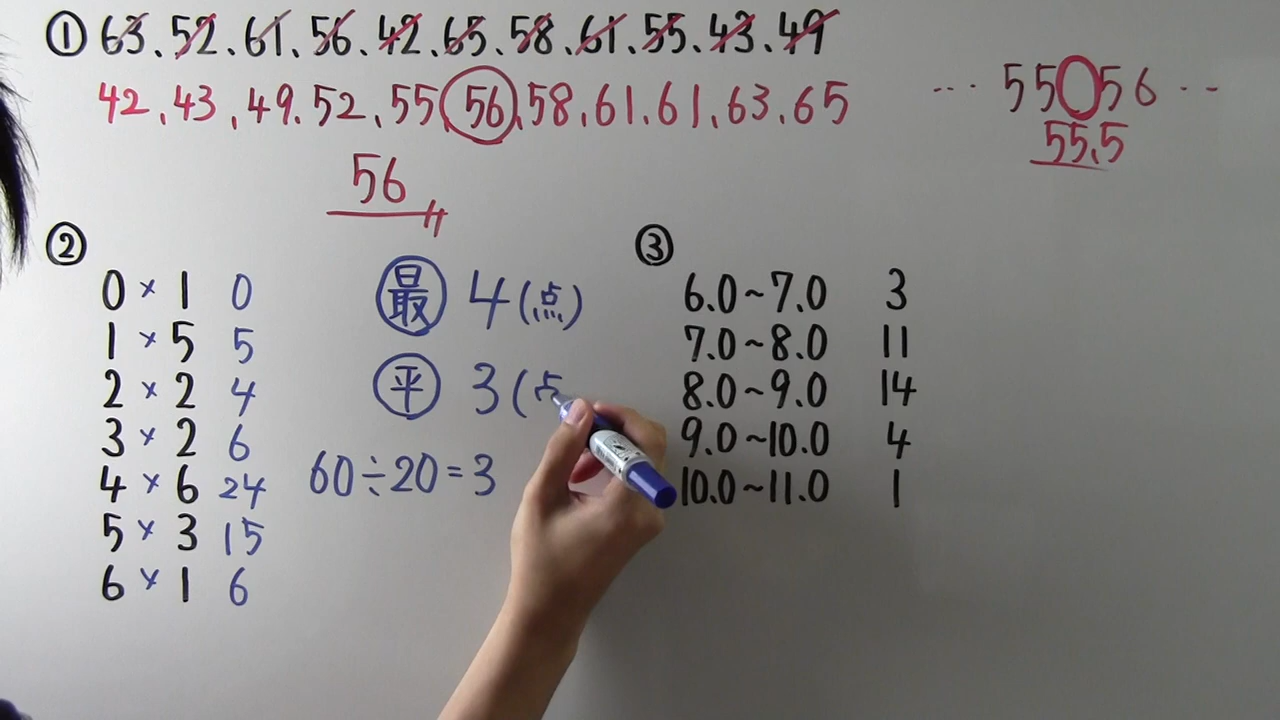 ① 63.52.61.56.42.65.58.61.55.43.49
42.43.49.52.55.56.58.61.61.63.65
… 55 56 …
55.5
56
②
0 × 1 0
1 × 5 5
2 × 2 4
3 × 2 6
4 × 6 24
5 × 3 15
6 × 1 6
最 4(点)
平 3(点
60÷20=3
③
6.0~7.0 3
7.0~8.0 11
8.0~9.0 14
9.0~10.0 4
10.0~11.0 1